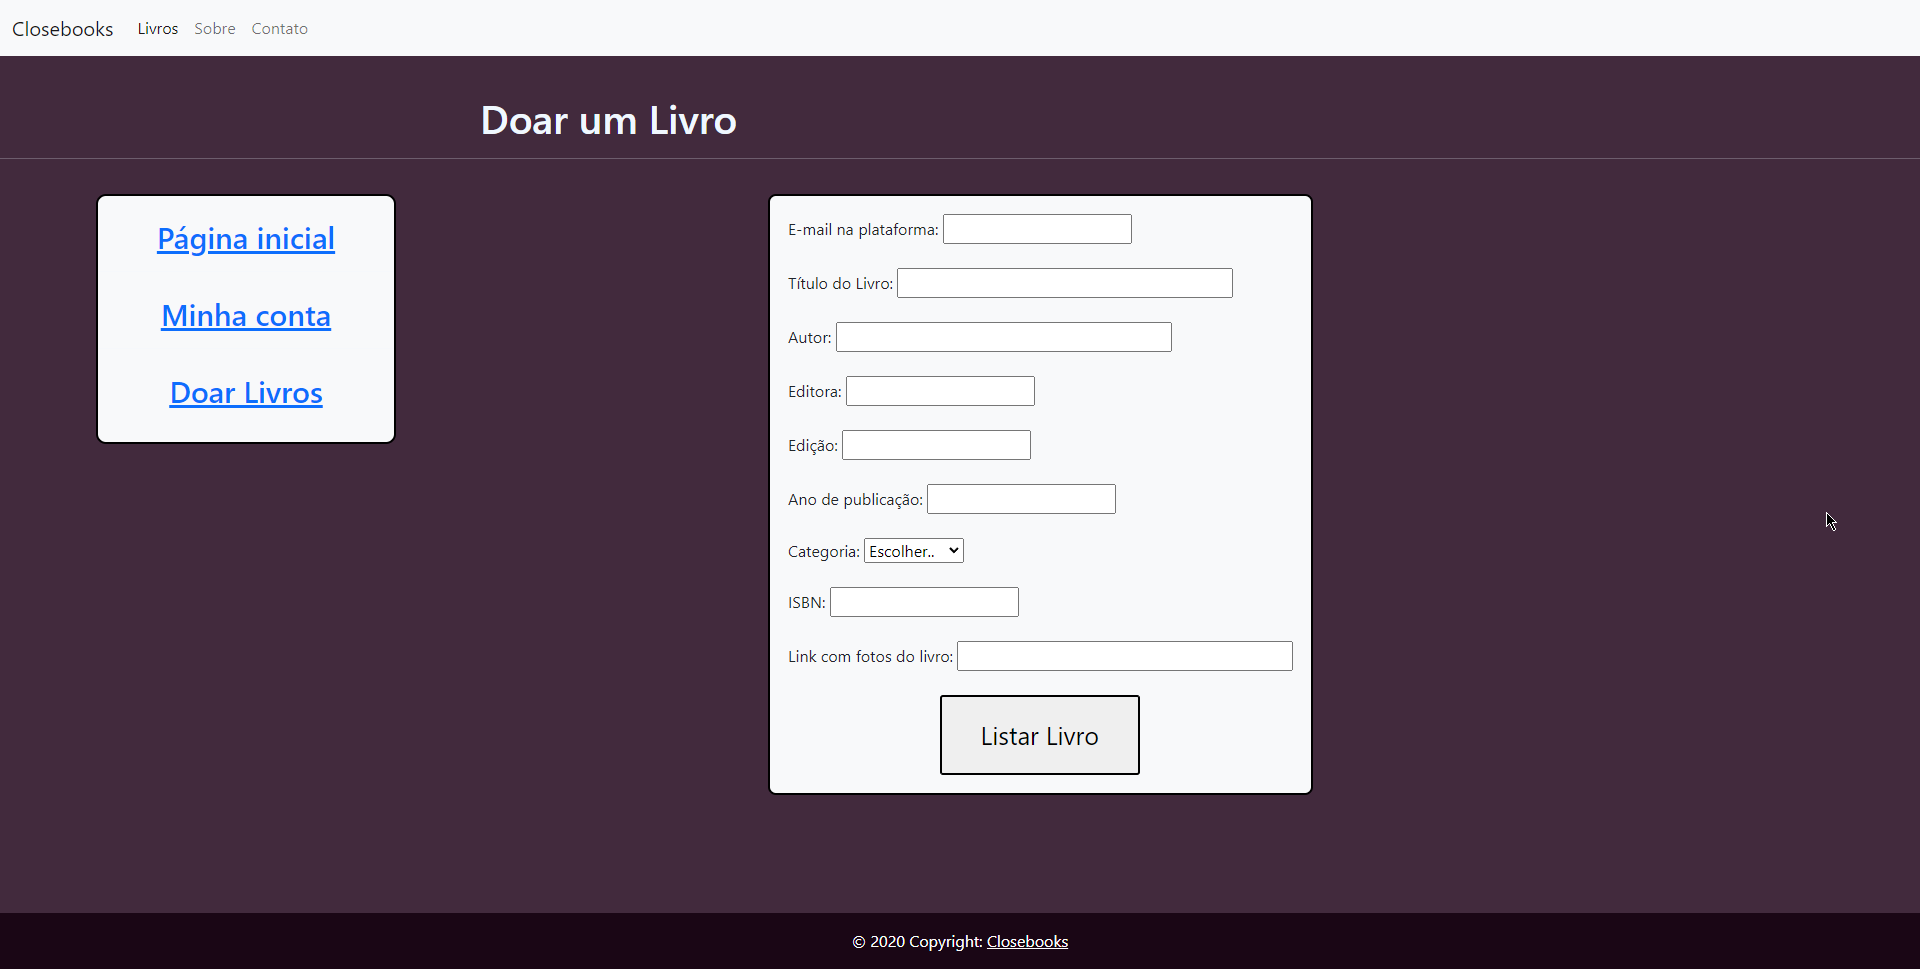 Closebooks Livros Sobre Contato
Doar um Livro
Página inicial
Minha conta
Doar Livros
E-mail na plataforma:
Título do Livro:
Autor:
Editora:
Edição:
Ano de publicação:
Categoria: Escolher..
ISBN:
Link com fotos do livro:
Listar Livro
© 2020 Copyright: Closebooks